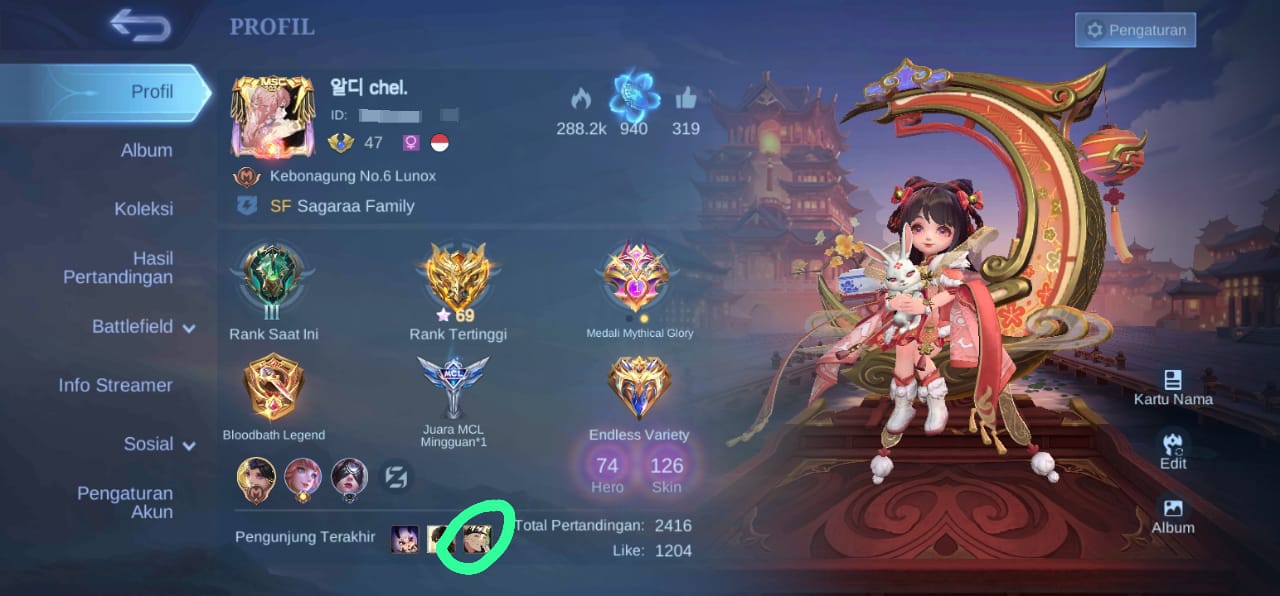 PROFIL
Pengaturan
Profil
Album
Koleksi
Hasil
Pertandingan
Battlefield
Info Streamer
Sosial
Pengaturan
Akun
MSC
알디 chel.
ID:
47
288.2k 940 319
Kebonagung No.6 Lunox
SF Sagaraa Family
III
69
1
Rank Saat Ini
Rank Tertinggi
Medali Mythical Glory
MCL
Bloodbath Legend
Juara MCL
Mingguan*1
Endless Variety
74 126
Hero Skin
Pengunjung Terakhir
Total Pertandingan: 2416
Like: 1204
Kartu Nama
Edit
Album